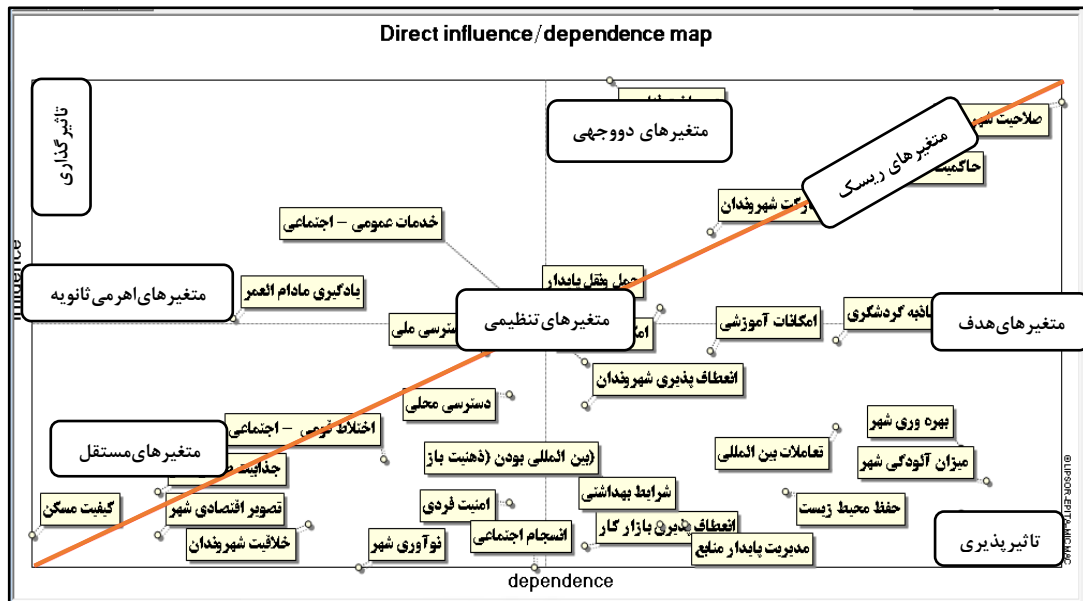 Direct influence/dependence map
تاثیرگذاری
متغیرهای دووجهی
صلاحیت
متغیرهای ریسک
شهروندان
خدمات عمومی – اجتماعی
متغیرهای اهرمی ثانویه
یادگیری مادام العمر
حمل ونقل پایدار
متغیرهای تنظیمی
ملی
امکانات آموزشی
گردشگری
متغیرهای هدف
انعطاف پذیری شهروندان
دسترسی محلی
اختلاط قومی – اجتماعی
متغیرهای مستقل
(بین المللی بودن (ذهنیت باز
تعاملات بین المللی
بهره وری شهر
میزان آلودگی شهر
کیفیت مسکن
تصویر اقتصادی شهر
خلاقیت شهروندان
امنیت فردی
شرایط بهداشتی
حفظ محیط زیست
نوآوری شهر
انسجام اجتماعی
انعطاف پذیری بازار کار
مدیریت پایدار منابع
تاثیرپذیری
dependence
© LIPSOR-EPITA-MICMAC